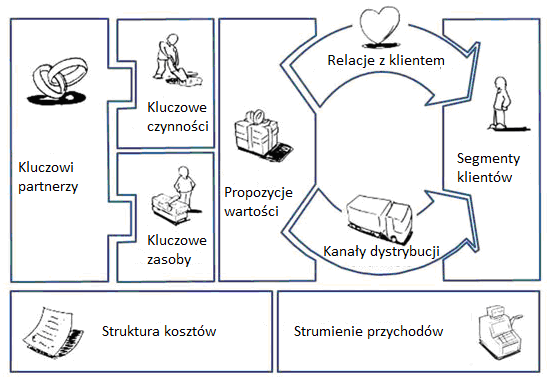 Kluczowi
partnerzy
Kluczowe
czynności
Kluczowe
zasoby
Propozycje
wartości
Relacje z klientem
Kanały dystrybucji
Segmenty
klientów
Struktura kosztów
Strumienie przychodów